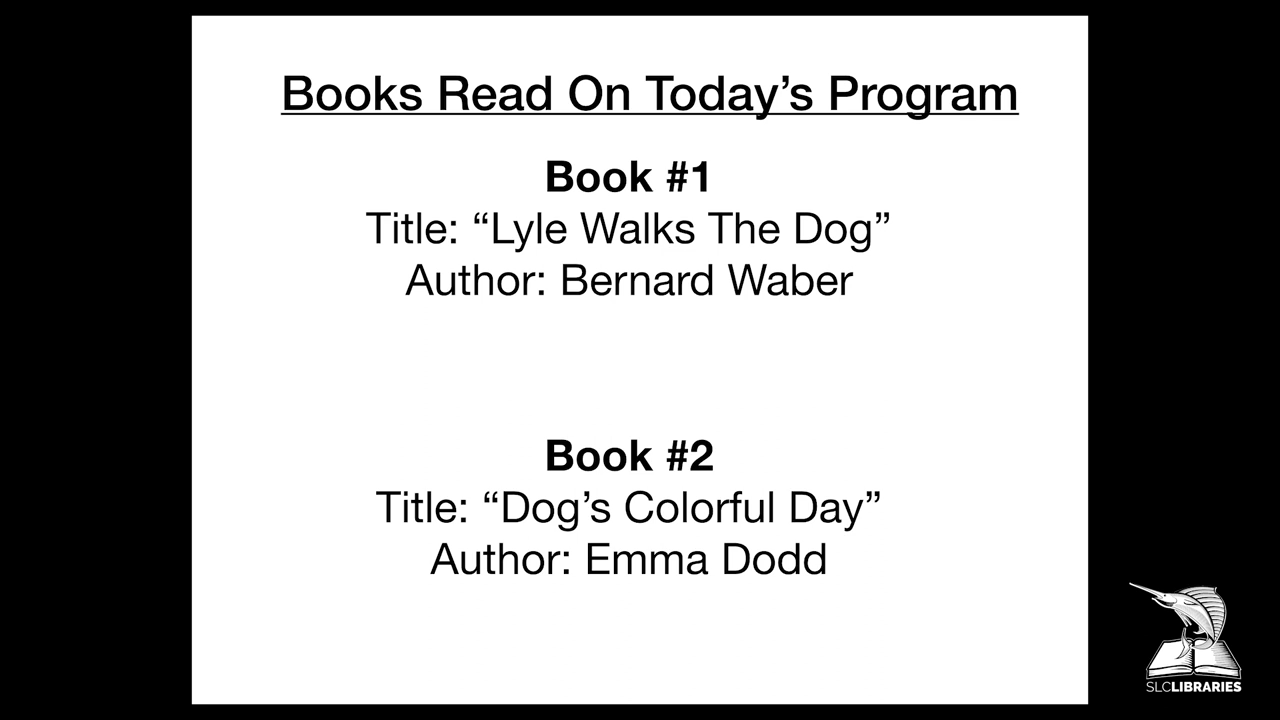 Books Read On Today’s Program
Book #1
Title: “Lyle Walks The Dog”
Author: Bernard Waber
Book #2
Title: “Dog’s Colorful Day”
Author: Emma Dodd
SLCLIBRARIES